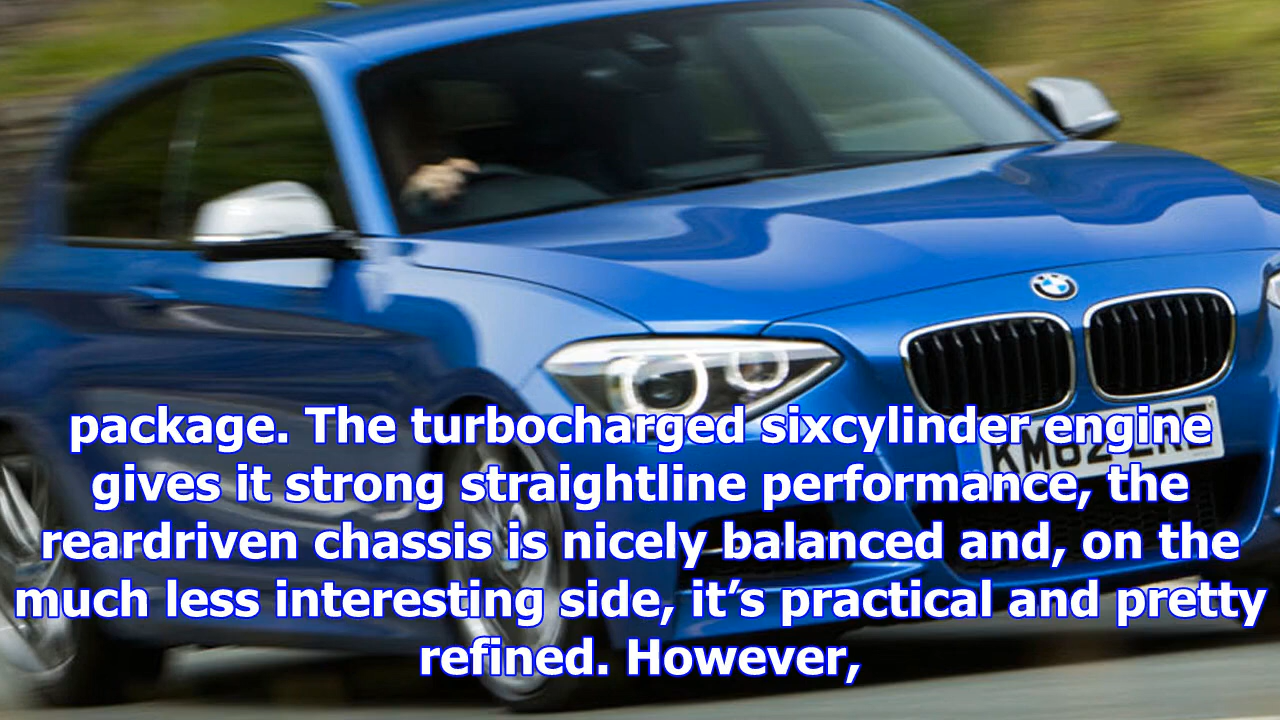 package. The turbocharged sixcylinder engine
gives it strong straightline performance, the
reardriven chassis is nicely balanced and, on the
much less interesting side, it’s practical and pretty
refined. However,